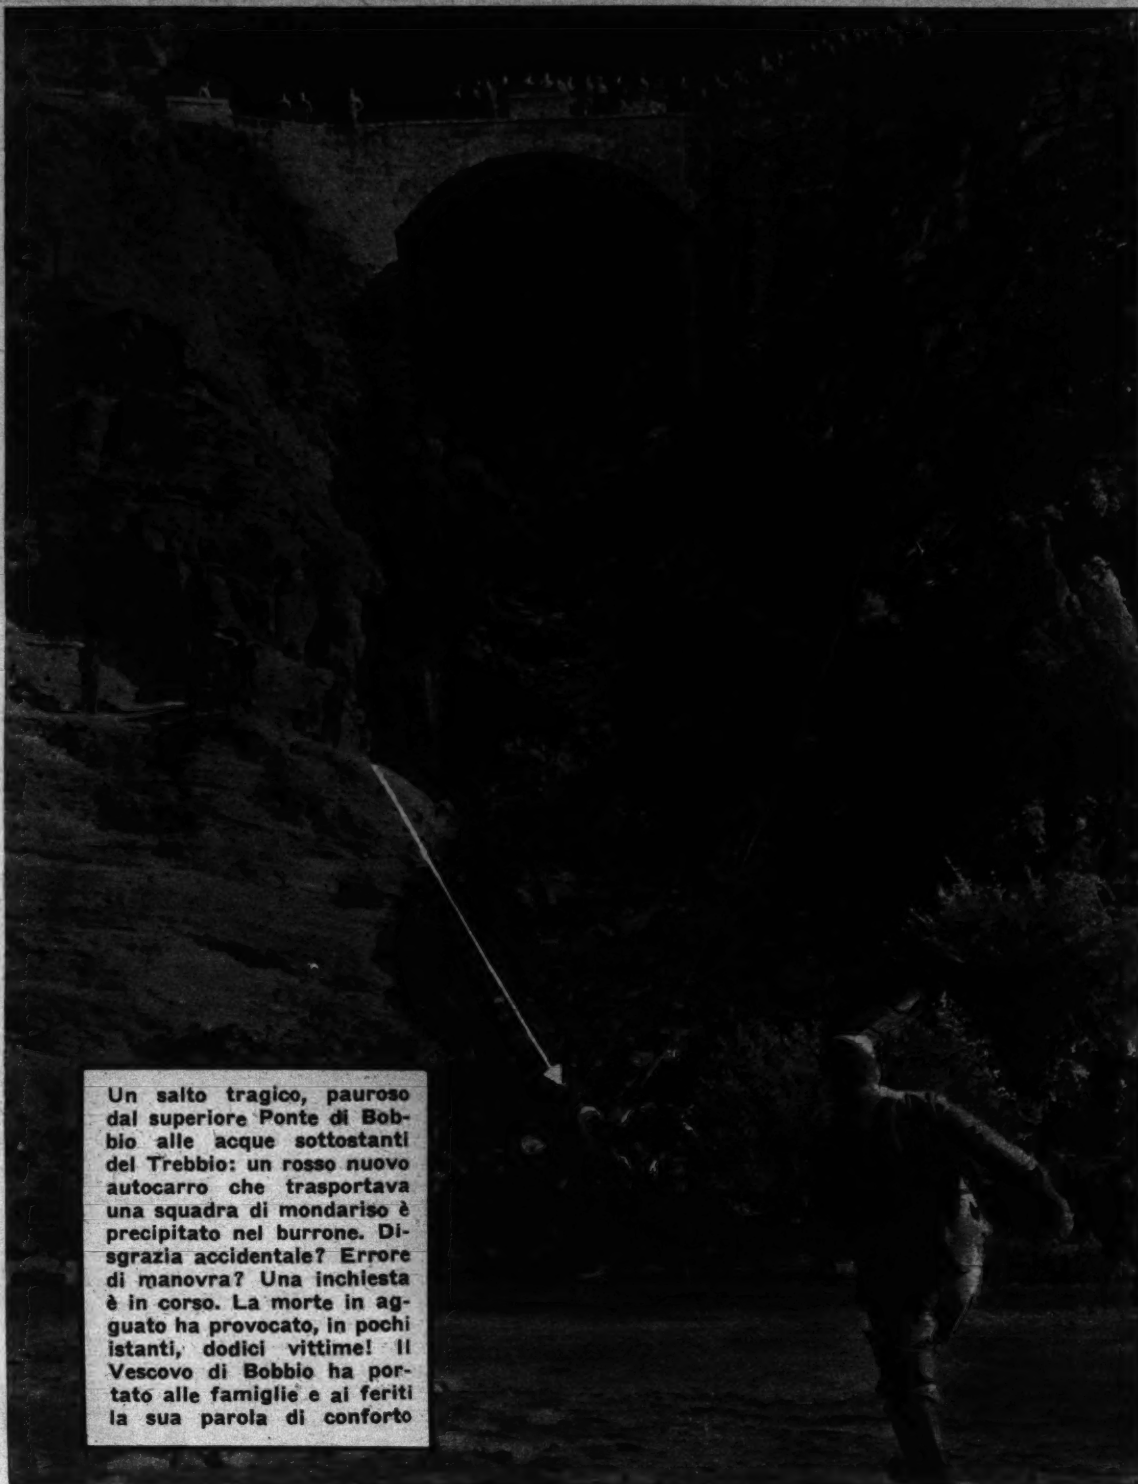 Un salto tragico, pauroso
dal superiore Ponte di Bob-
bio alle acque sottostanti
del Trebbio: un rosso nuovo
autocarro che trasportava
una squadra di mondariso è
precipitato nel burrone. Di-
sgrazia accidentale? Errore
di manovra? Una inchiesta
è in corso. La morte in ag-
guato ha provocato, in pochi
istanti, dodici vittime! Il
Vescovo di Bobbio ha por-
tato alle famiglie e ai feriti
la sua parola di conforto